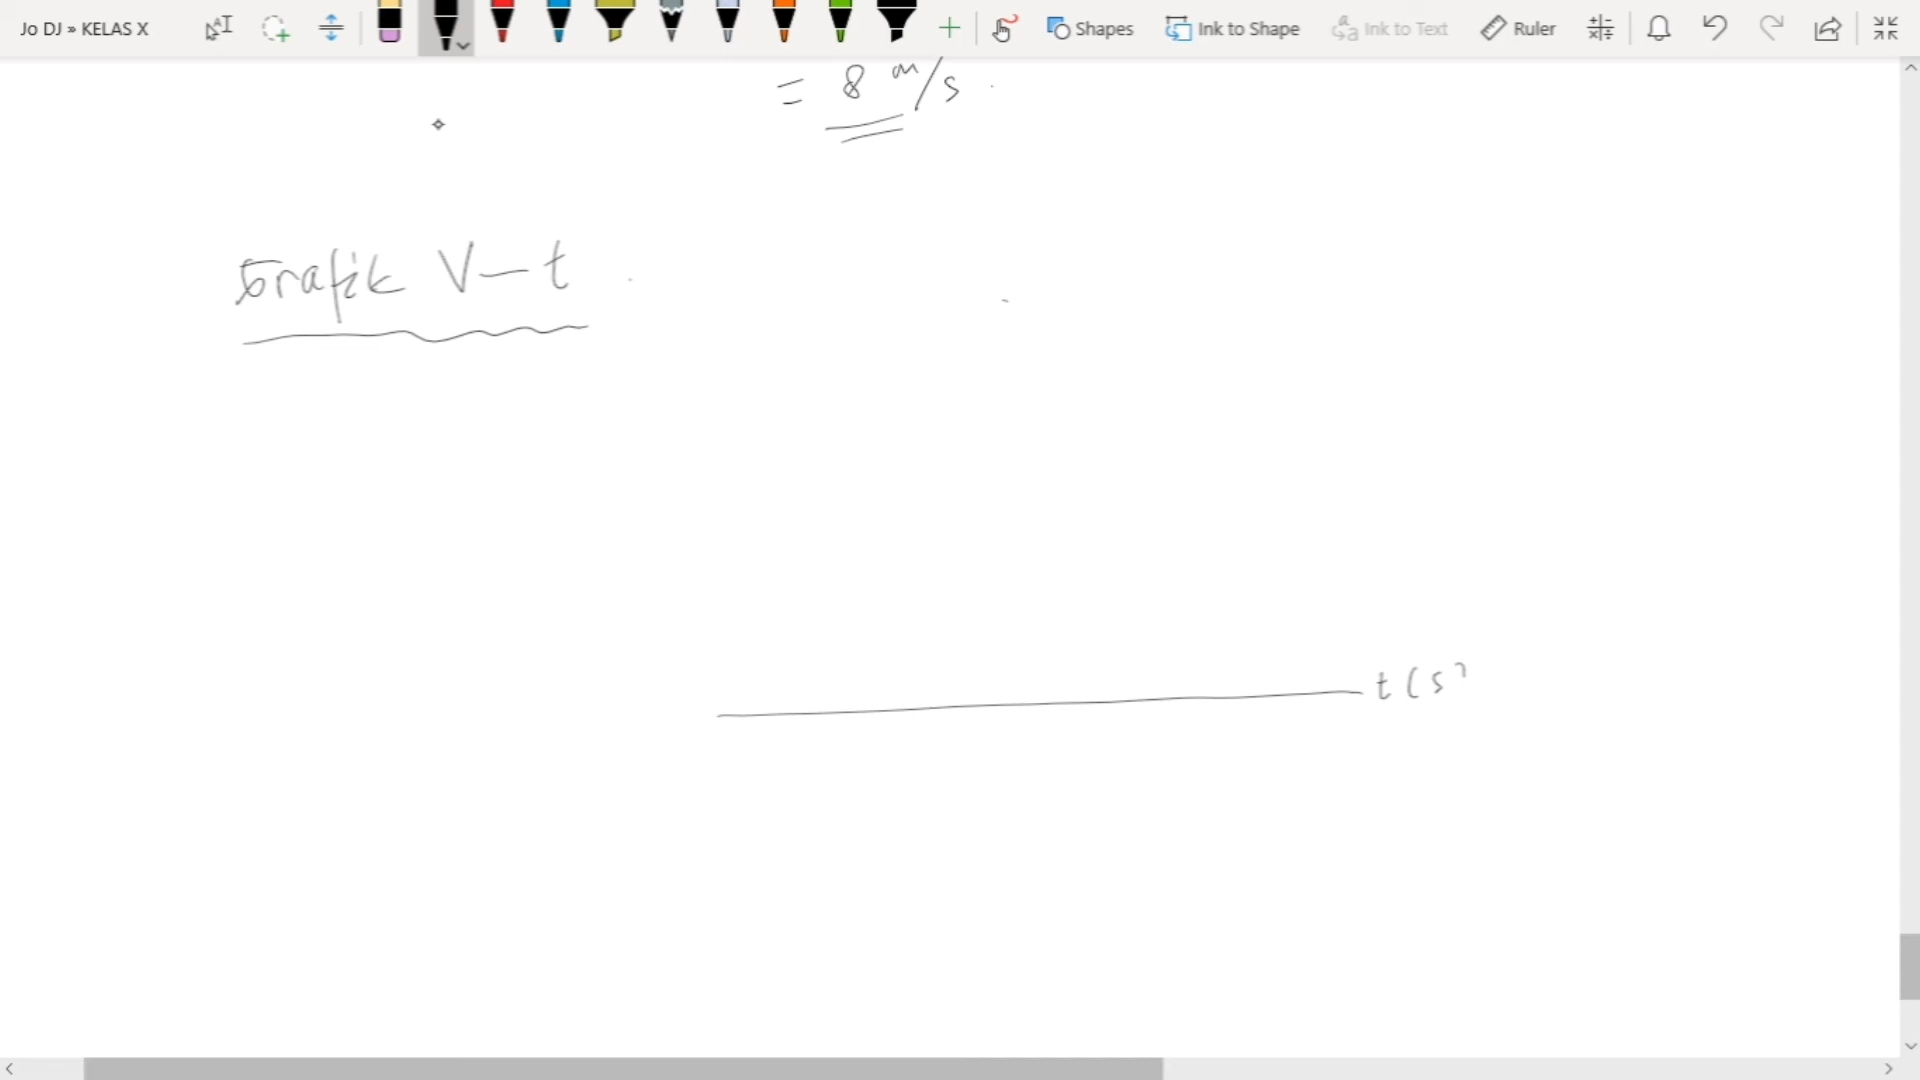 Jo DJ » KELAS X Shapes Ink to Shape Ink to Text Ruler
= 8 m/s
Grafik V-t
t (s)